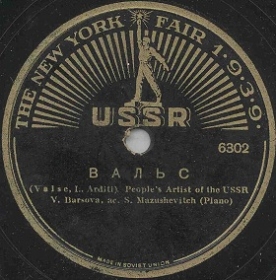 THE NEW YORK FAIR 1·9·3·9·
USSR
6302
ВАЛЬС
(Valse, L. Arditi). People's Artist of the USSR
V. Barsova, ac. S. Mazushevitch (Piano)
MADE IN SOVIET UNION